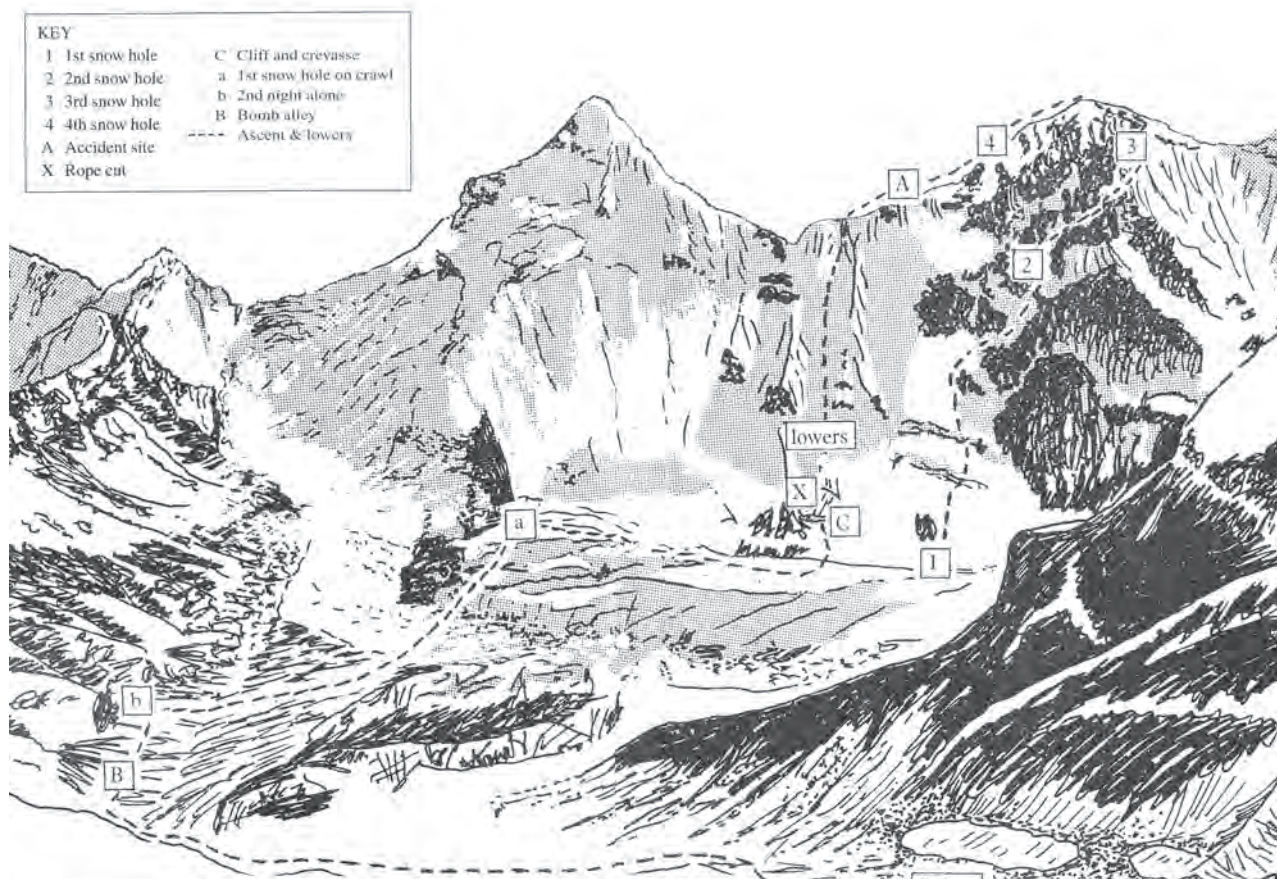 KEY
1 1st snow hole
2 2nd snow hole
3 3rd snow hole
4 4th snow hole
A Accident site
X Rope cut
C Cliff and crevasse
a 1st snow hole on crawl
b 2nd night alone
B Bomb alley
---- Ascent & lowers
4
3
A
2
lowers
X
a
C
1
b
B